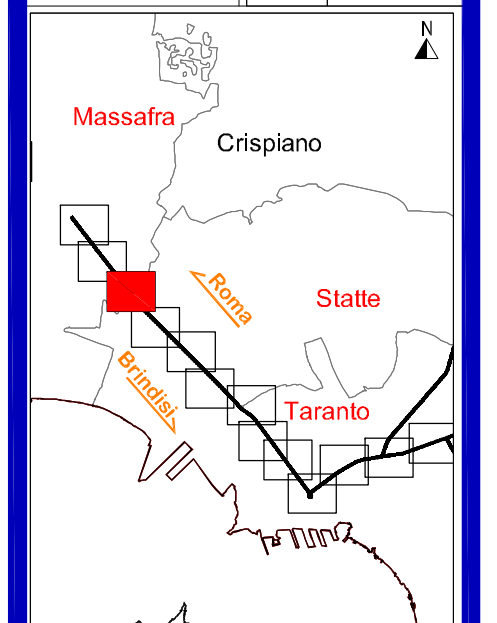 N
Massafra
Crispiano
Roma
Statte
Brindisi
Taranto